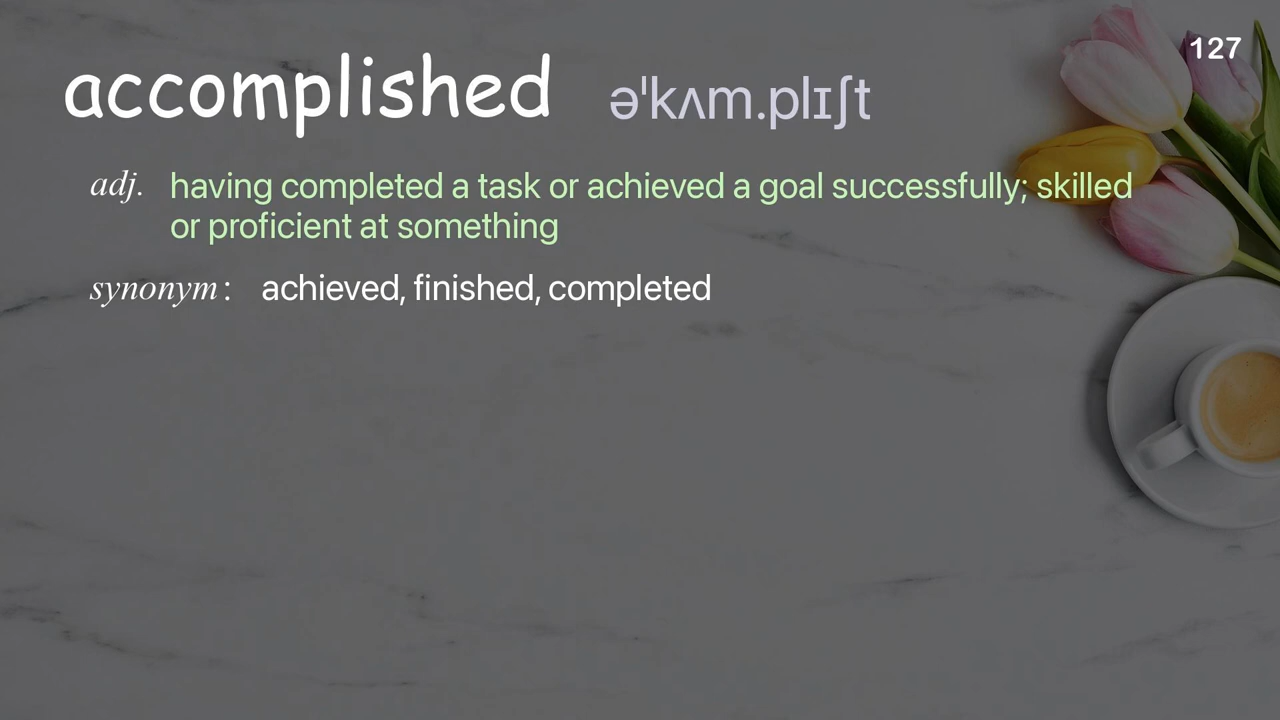 127
accomplished əˈkʌm.plɪʃt
adj. having completed a task or achieved a goal successfully; skilled
or proficient at something
synonym: achieved, finished, completed